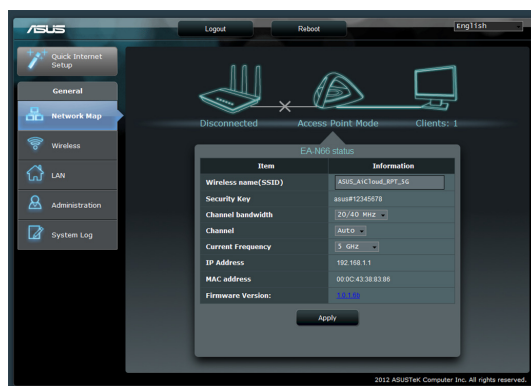 ASUS
Logout
Reboot
English
Quick Internet
Setup
General
Network Map
Wireless
LAN
Administration
System Log
Disconnected
Access Point Mode
Clients: 1
EA-N66 status
Item Information
Wireless name(SSID) ASUS_AiCloud_RPT_5G
Security Key asus#12345678
Channel bandwidth 20/40 MHz
Channel Auto
Current Frequency 5 GHz
IP Address 192.168.1.1
MAC address 00:0C:43:38:83:86
Firmware Version:
Apply
2012 ASUSTeK Computer Inc. All rights reserved.